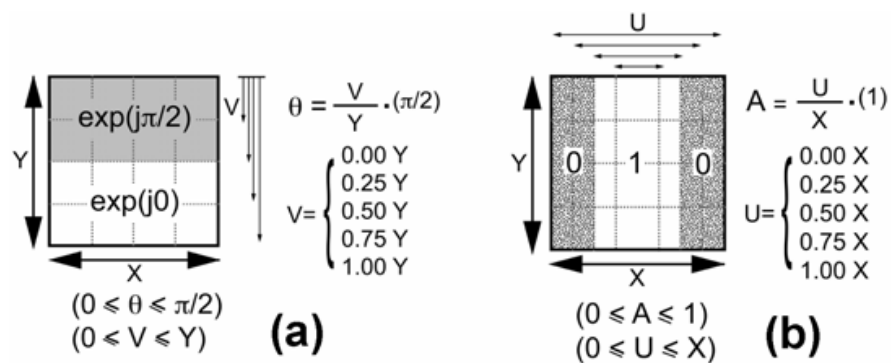 Y
exp(jπ/2)
exp(j0)
X
V
θ = V/Y · (π/2)
V= { 0.00 Y
0.25 Y
0.50 Y
0.75 Y
1.00 Y
(0 ⩽ θ ⩽ π/2)
(0 ⩽ V ⩽ Y)
(a)
U
Y
0 1 0
X
A = U/X · (1)
U= { 0.00 X
0.25 X
0.50 X
0.75 X
1.00 X
(0 ⩽ A ⩽ 1)
(0 ⩽ U ⩽ X)
(b)